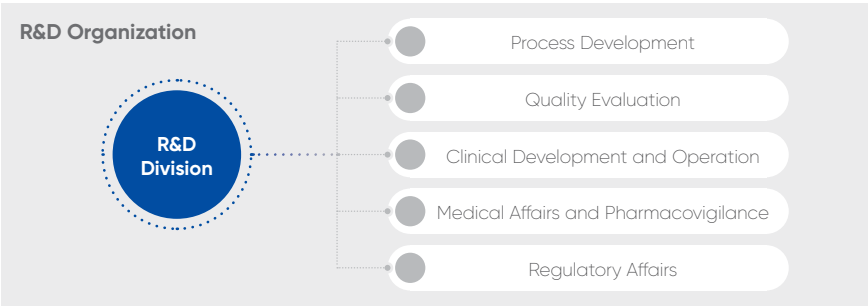 R&D Organization
R&D
Division
Process Development
Quality Evaluation
Clinical Development and Operation
Medical Affairs and Pharmacovigilance
Regulatory Affairs